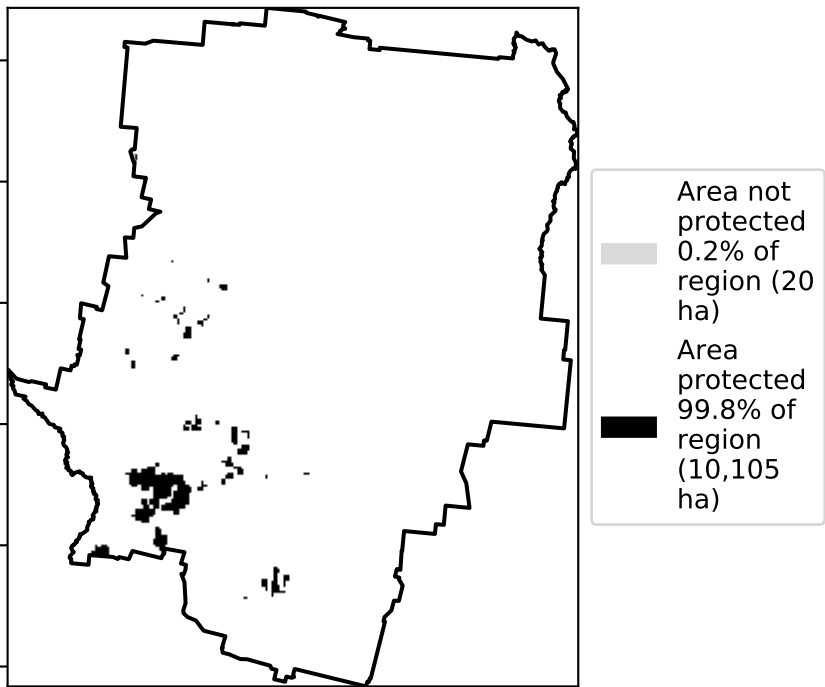 Area not
protected
0.2% of
region (20
ha)
Area
protected
99.8% of
region
(10,105
ha)